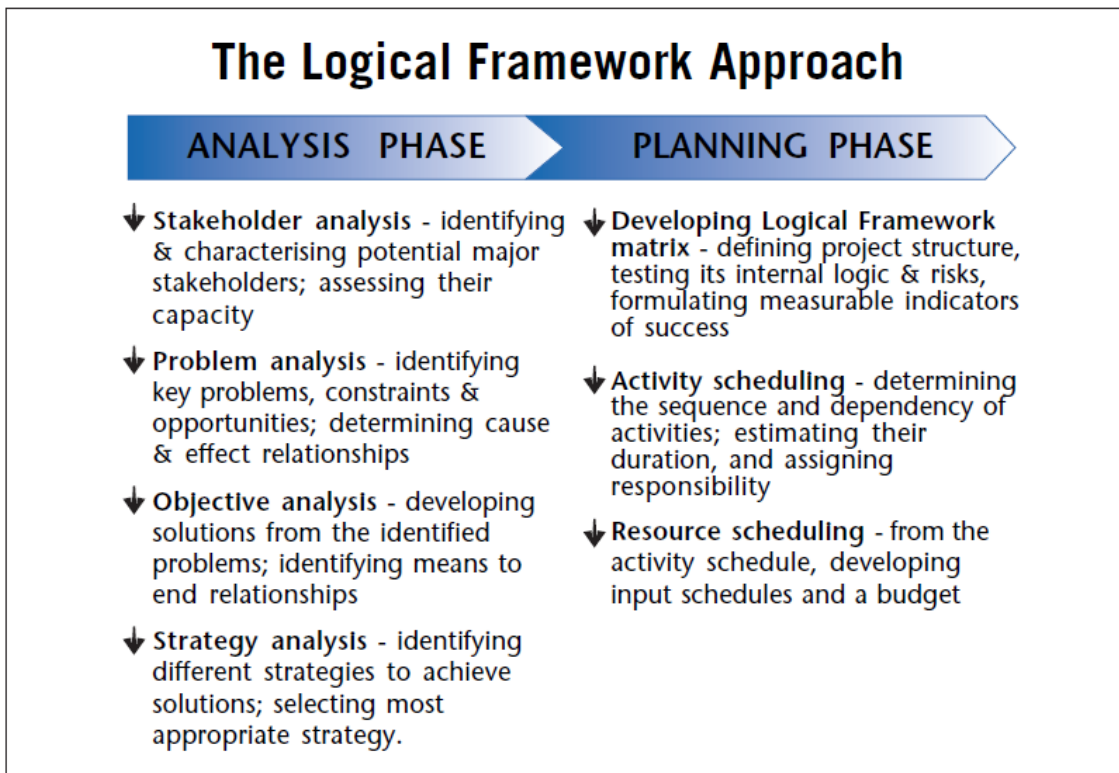 The Logical Framework Approach
ANALYSIS PHASE
PLANNING PHASE
Stakeholder analysis - identifying
& characterising potential major
stakeholders; assessing their
capacity
Problem analysis - identifying
key problems, constraints &
opportunities; determining cause
& effect relationships
Objective analysis - developing
solutions from the identified
problems; identifying means to
end relationships
Strategy analysis - identifying
different strategies to achieve
solutions; selecting most
appropriate strategy.
Developing Logical Framework
matrix - defining project structure,
testing its internal logic & risks,
formulating measurable indicators
of success
Activity scheduling - determining
the sequence and dependency of
activities; estimating their
duration, and assigning
responsibility
Resource scheduling - from the
activity schedule, developing
input schedules and a budget